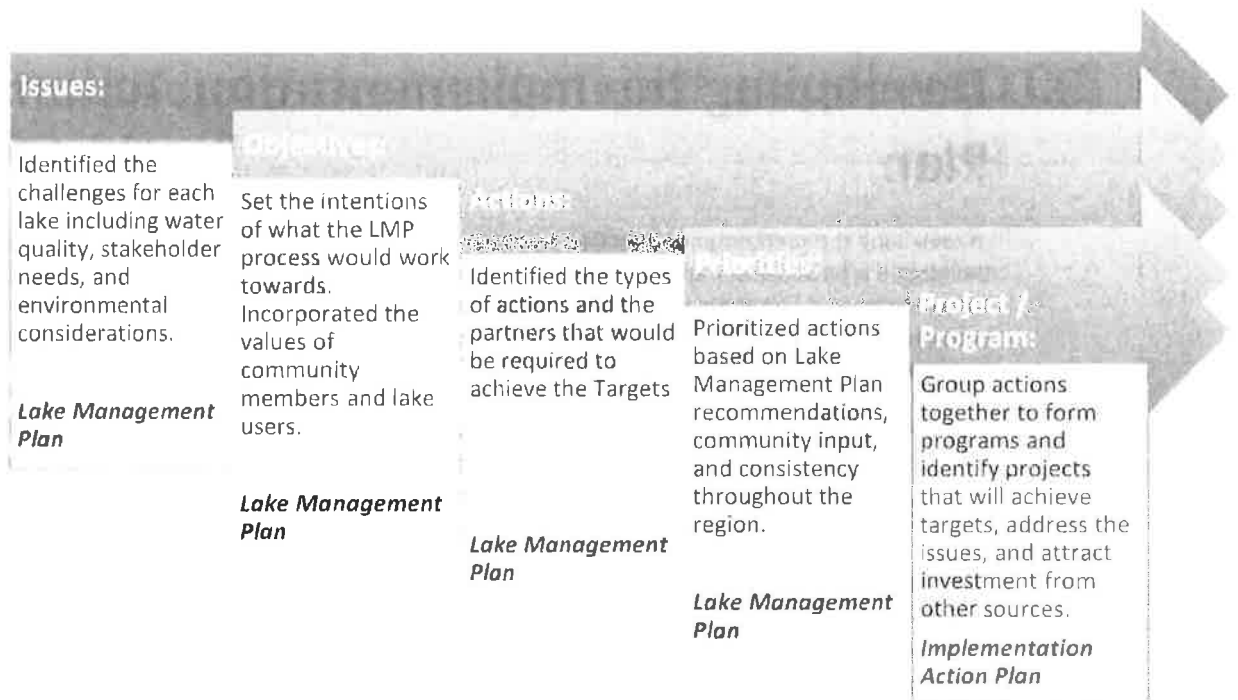 Issues:
Identified the
challenges for each
lake including water
quality, stakeholder
needs, and
environmental
considerations.
Lake Management
Plan
Objectives:
Set the intentions
of what the LMP
process would work
towards.
Incorporated the
values of
community
members and lake
users.
Lake Management
Plan
Actions:
Identified the types
of actions and the
partners that would
be required to
achieve the Targets
Lake Management
Plan
Prioritized actions
based on Lake
Management Plan
recommendations,
community input,
and consistency
throughout the
region.
Lake Management
Plan
Project /
Program:
Group actions
together to form
programs and
identify projects
that will achieve
targets, address the
issues, and attract
investment from
other sources.
Implementation
Action Plan